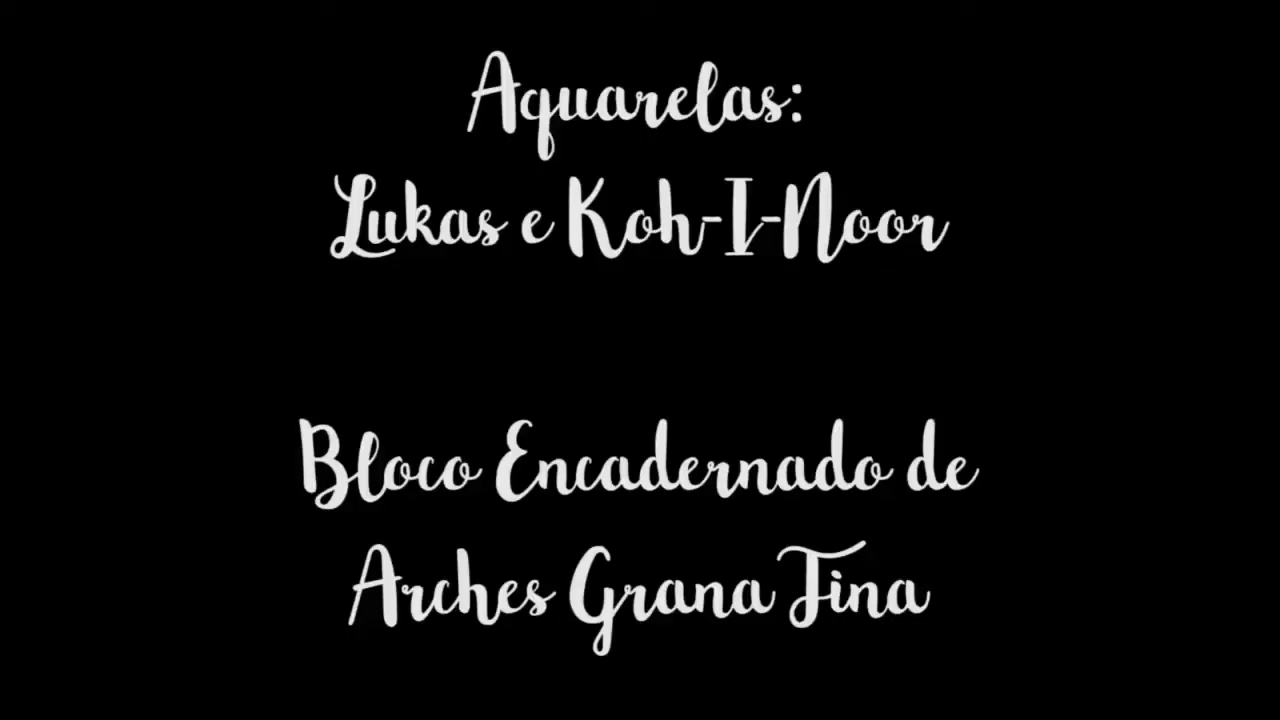 Aquarelas:
Lukas e Koh-I-Noor
Bloco Encadernado de
Arches Grana Fina